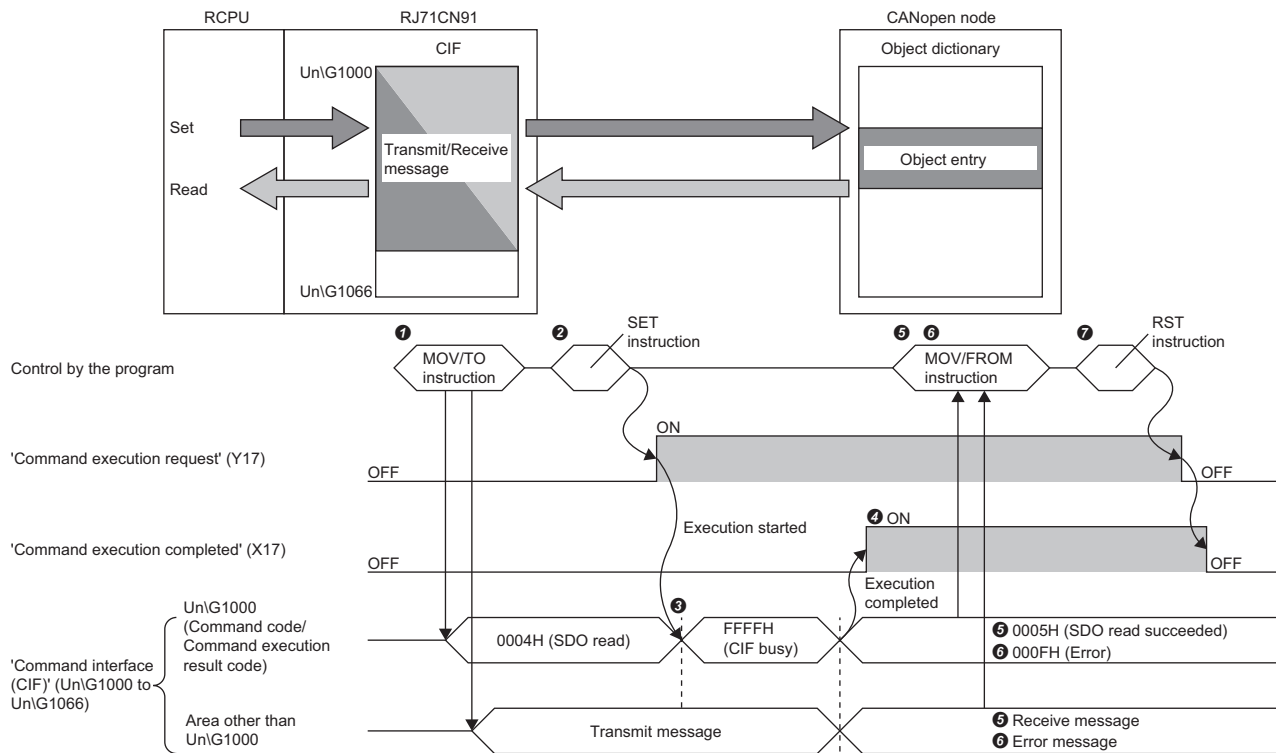 RCPU
RJ71CN91
CANopen node
CIF
Object dictionary
Un\G1000
Set
Transmit/Receive
message
Object entry
Read
Un\G1066
❶
❷
SET
instruction
❺ ❻
❼
RST
instruction
Control by the program
MOV/TO
instruction
MOV/FROM
instruction
ON
'Command execution request' (Y17)
OFF
OFF
❹ ON
Execution started
'Command execution completed' (X17)
OFF
OFF
Execution
completed
❸
Un\G1000
(Command code/
Command execution
result code)
0004H (SDO read)
FFFFH
(CIF busy)
❺ 0005H (SDO read succeeded)
❻ 000FH (Error)
'Command interface
(CIF)' (Un\G1000 to
Un\G1066)
Area other than
Un\G1000
Transmit message
❺ Receive message
❻ Error message